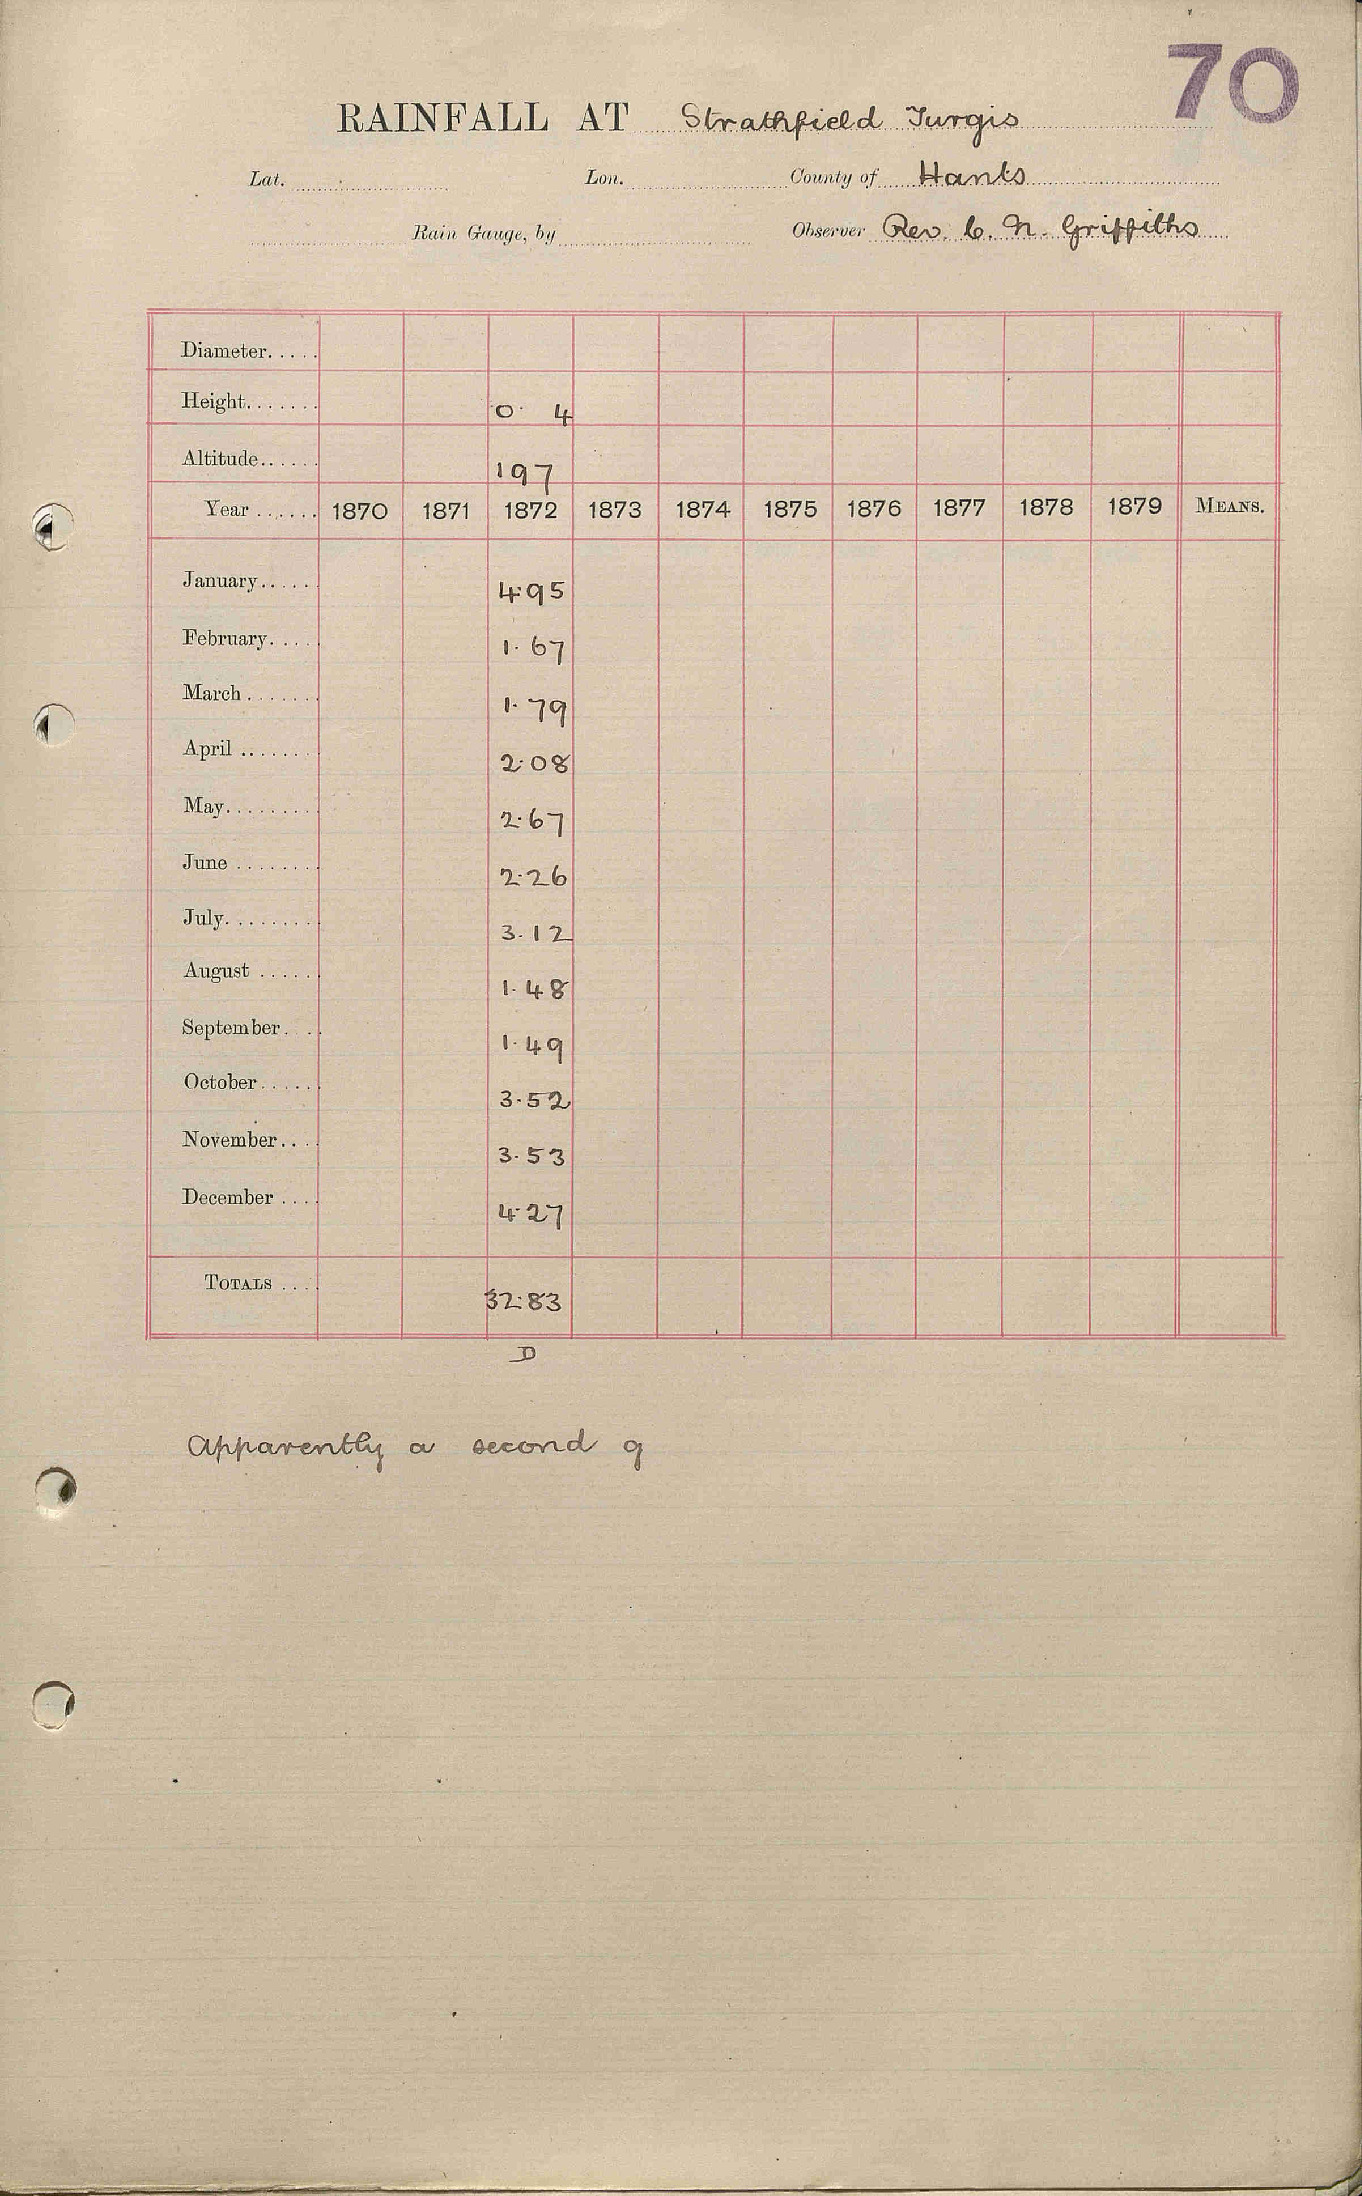 70
RAINFALL AT Strathfield Turgis
Lat. Lon. County of Hants
Rain Gauge, by Observer Rev. C. N. Griffiths
Diameter.....
Height....... 0. 4
Altitude...... 197
Year ...... 1870 1871 1872 1873 1874 1875 1876 1877 1878 1879 MEANS.
January..... 4.95
February..... 1.67
March ....... 1.79
April ....... 2.08
May........ 2.67
June ........ 2.26
July......... 3.12
August ...... 1.48
September.... 1.49
October...... 3.52
November.... 3.53
December .... 4.27
TOTALS .... 32.83
D
Apparently a second g